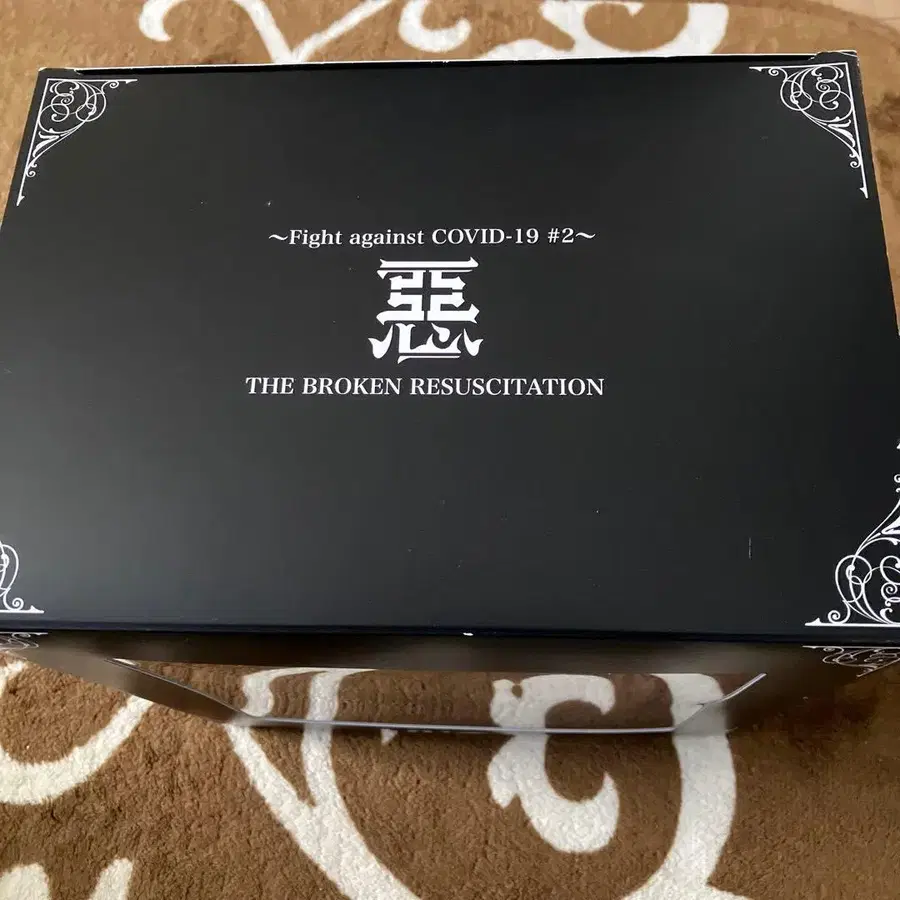 ～Fight against COVID-19 #2～
惡
THE BROKEN RESUSCITATION